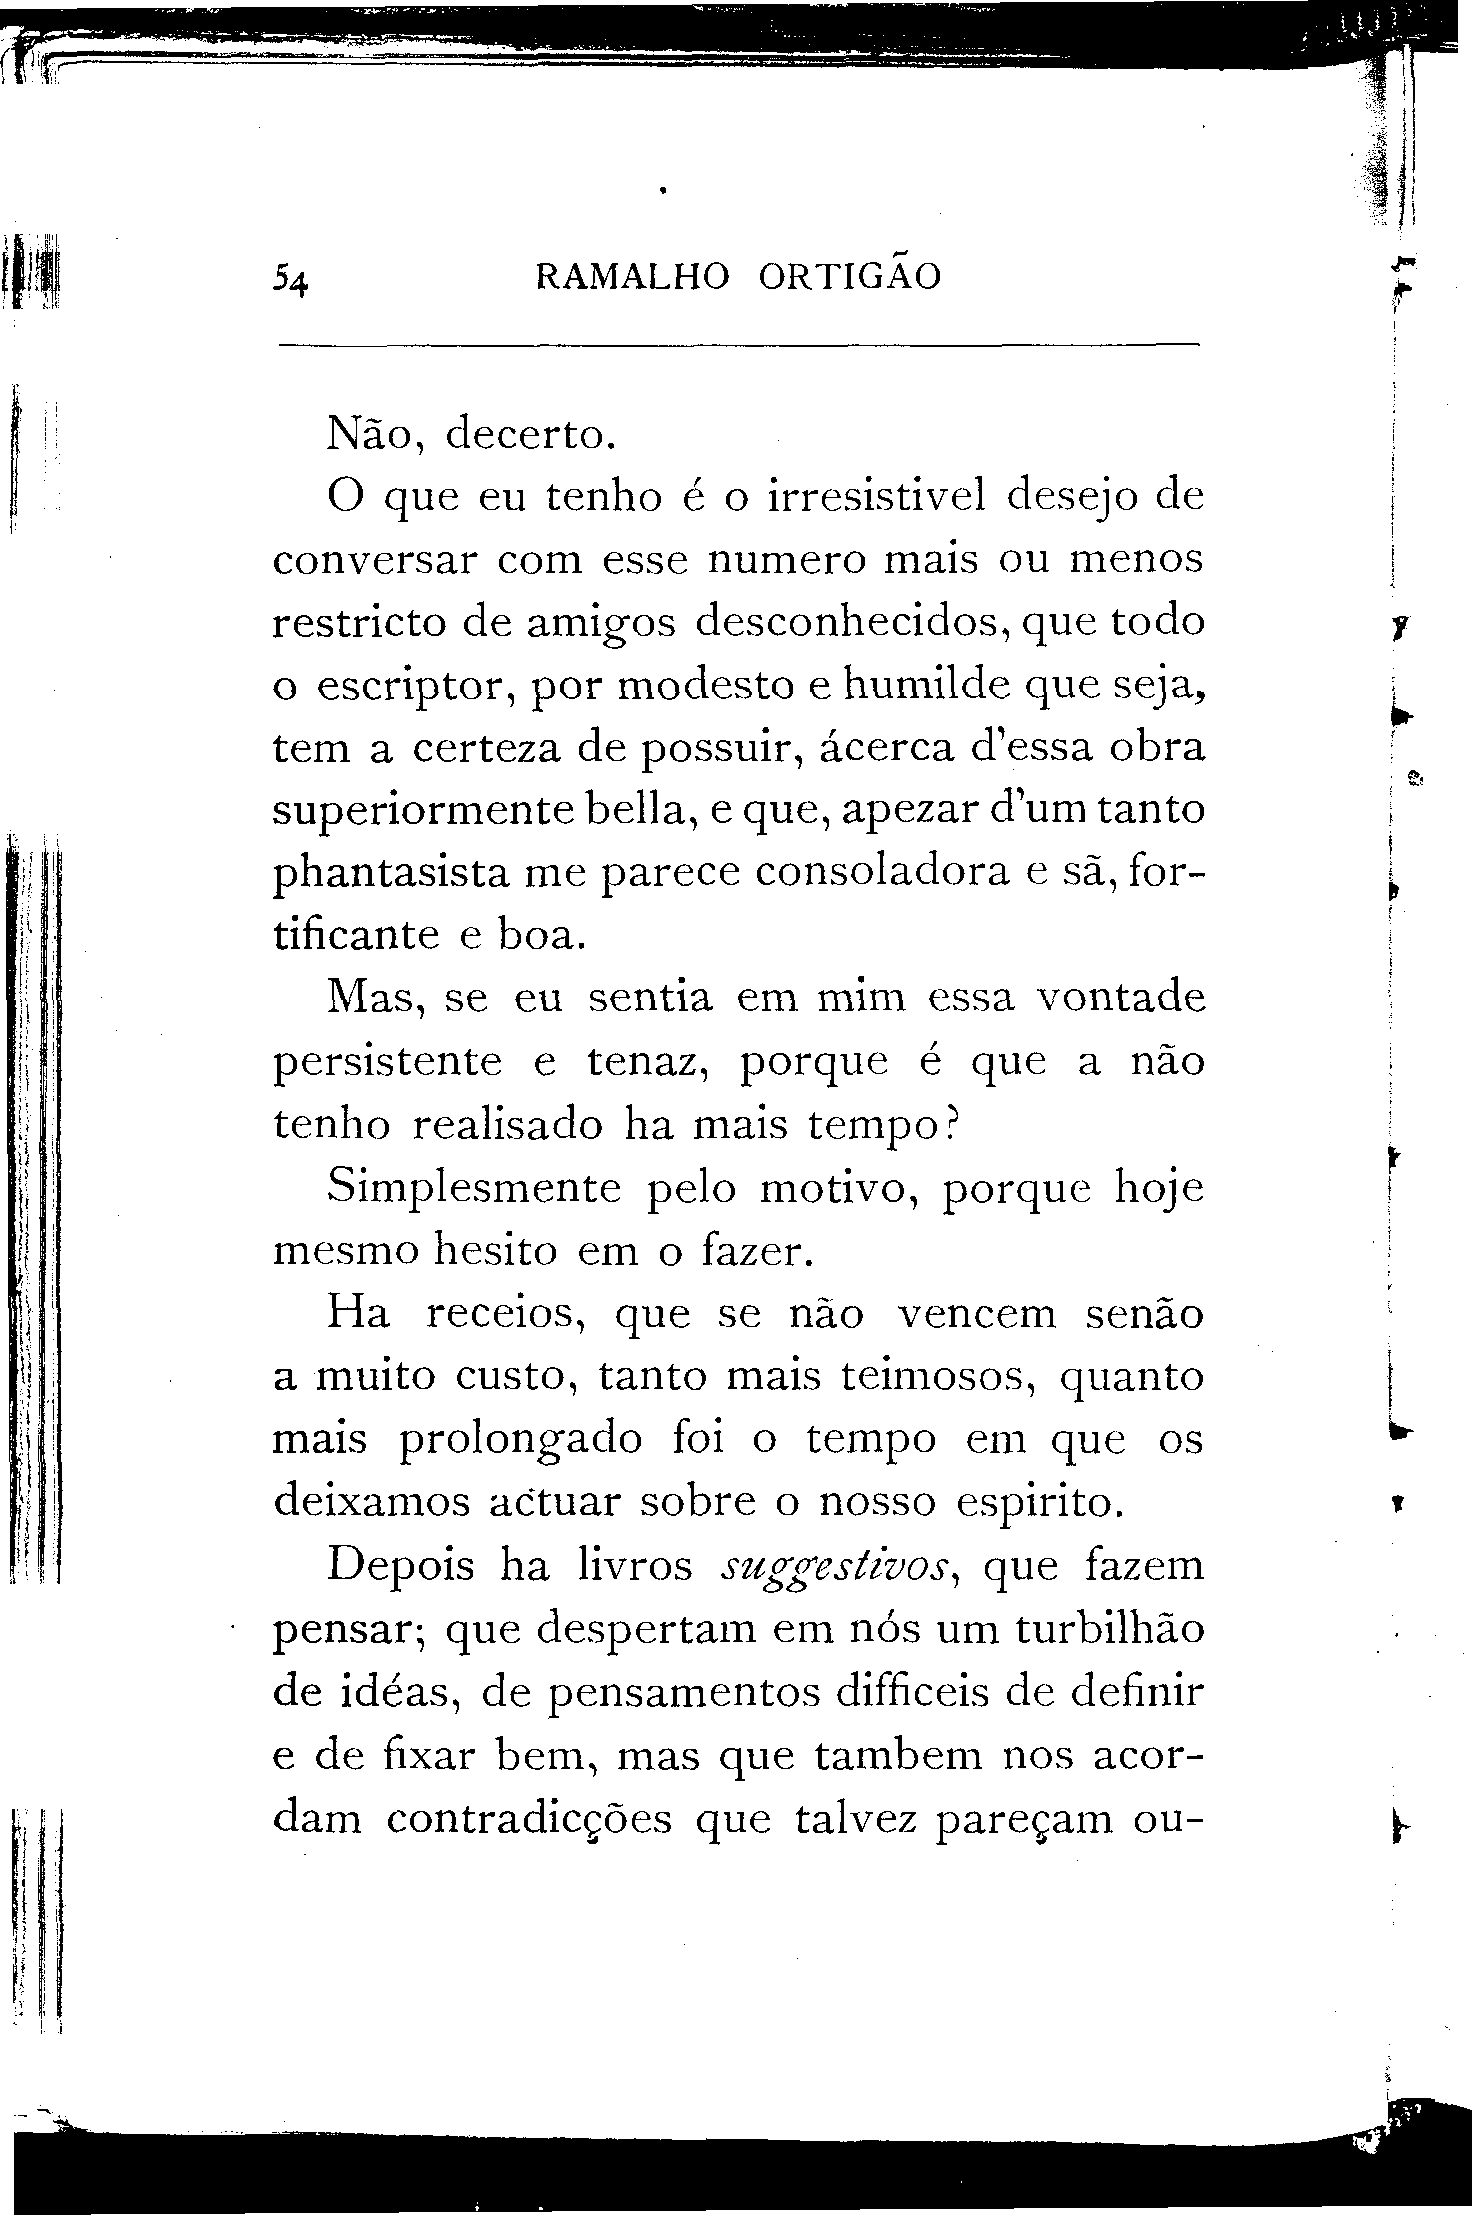 54 RAMALHO ORTIGÃO
Não, decerto.
O que eu tenho é o irresistivel desejo de
conversar com esse numero mais ou menos
restricto de amigos desconhecidos, que todo
o escriptor, por modesto e humilde que seja,
tem a certeza de possuir, ácerca d'essa obra
superiormente bella, e que, apezar d'um tanto
phantasista me parece consoladora e sã, for-
tificante e boa.
Mas, se eu sentia em mim essa vontade
persistente e tenaz, porque é que a não
tenho realisado ha mais tempo?
Simplesmente pelo motivo, porque hoje
mesmo hesito em o fazer.
Ha receios, que se não vencem senão
a muito custo, tanto mais teimosos, quanto
mais prolongado foi o tempo em que os
deixamos actuar sobre o nosso espirito.
Depois ha livros suggestivos, que fazem
pensar; que despertam em nós um turbilhão
de idéas, de pensamentos difficeis de definir
e de fixar bem, mas que tambem nos acor-
dam contradicções que talvez pareçam ou-